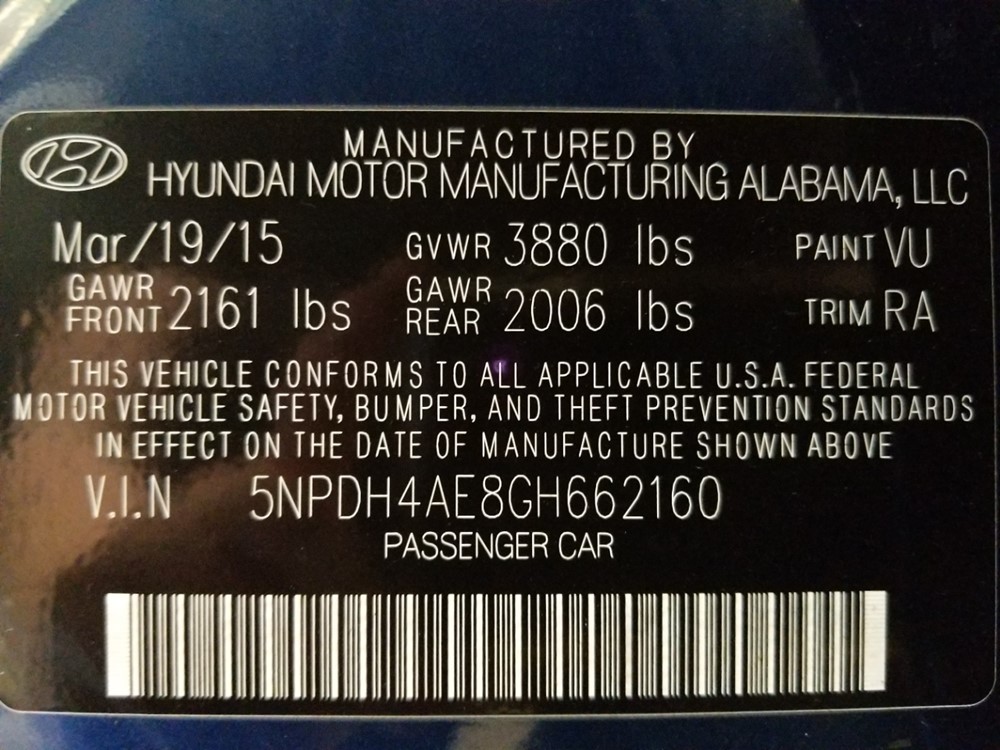 MANUFACTURED BY
HYUNDAI MOTOR MANUFACTURING ALABAMA, LLC
Mar/19/15 GVWR 3880 lbs PAINT VU
GAWR FRONT 2161 lbs GAWR REAR 2006 lbs TRIM RA
THIS VEHICLE CONFORMS TO ALL APPLICABLE U.S.A. FEDERAL
MOTOR VEHICLE SAFETY, BUMPER, AND THEFT PREVENTION STANDARDS
IN EFFECT ON THE DATE OF MANUFACTURE SHOWN ABOVE
V.I.N 5NPDH4AE8GH662160
PASSENGER CAR